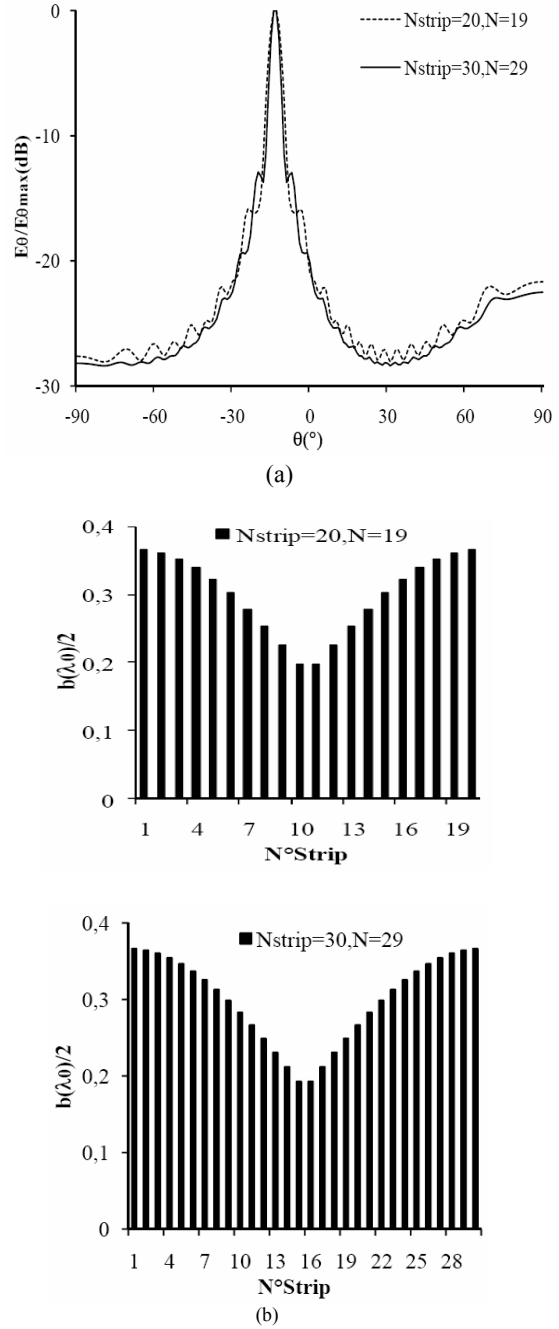 0
-10
-20
-30
Eθ/Eθmax(dB)
Nstrip=20,N=19
Nstrip=30,N=29
-90 -60 -30 0 30 60 90
θ(°)
(a)
0,4
0,3
0,2
0,1
0
b(λ0)/2
Nstrip=20,N=19
1 4 7 10 13 16 19
N°Strip
0,4
0,3
0,2
0,1
0
b(λ0)/2
Nstrip=30,N=29
1 4 7 10 13 16 19 22 25 28
N°Strip
(b)